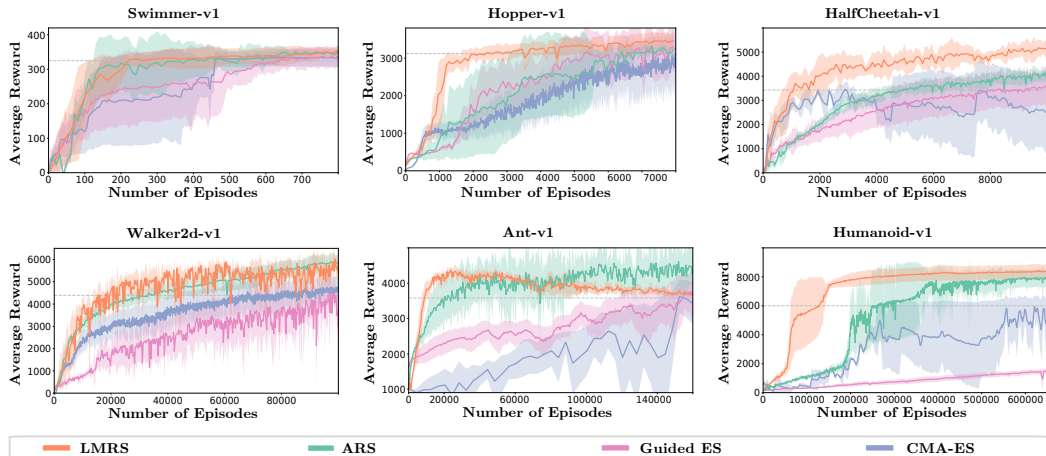 Swimmer-v1 Hopper-v1 HalfCheetah-v1
Average Reward
400
300
200
100
0
0 100 200 300 400 500 600 700
Number of Episodes
Average Reward
3000
2000
1000
0
0 1000 2000 3000 4000 5000 6000 7000
Number of Episodes
Average Reward
5000
4000
3000
2000
1000
0
0 2000 4000 6000 8000
Number of Episodes
Walker2d-v1 Ant-v1 Humanoid-v1
Average Reward
6000
5000
4000
3000
2000
1000
0
0 20000 40000 60000 80000
Number of Episodes
Average Reward
4000
3000
2000
1000
20000 60000 100000 140000
Number of Episodes
Average Reward
8000
6000
4000
2000
0
0 100000 200000 300000 400000 500000 600000
Number of Episodes
LMRS ARS Guided ES CMA-ES